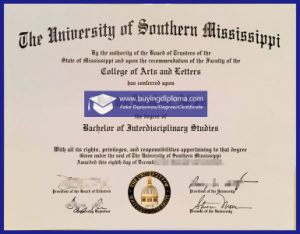 The University of Southern Mississippi
By the authority of the Board of Trustees of the
State of Mississippi and upon the recommendation of the Faculty of the
College of Arts and Letters
has conferred upon
www.buyingdiploma.com
Fake Diplomas/Degree/Certificate
the degree of
Bachelor of Interdisciplinary Studies
With all its rights, privileges, and responsibilities appertaining to that degree
Given under the seal of The University of Southern Mississippi
Awarded this eighth day of